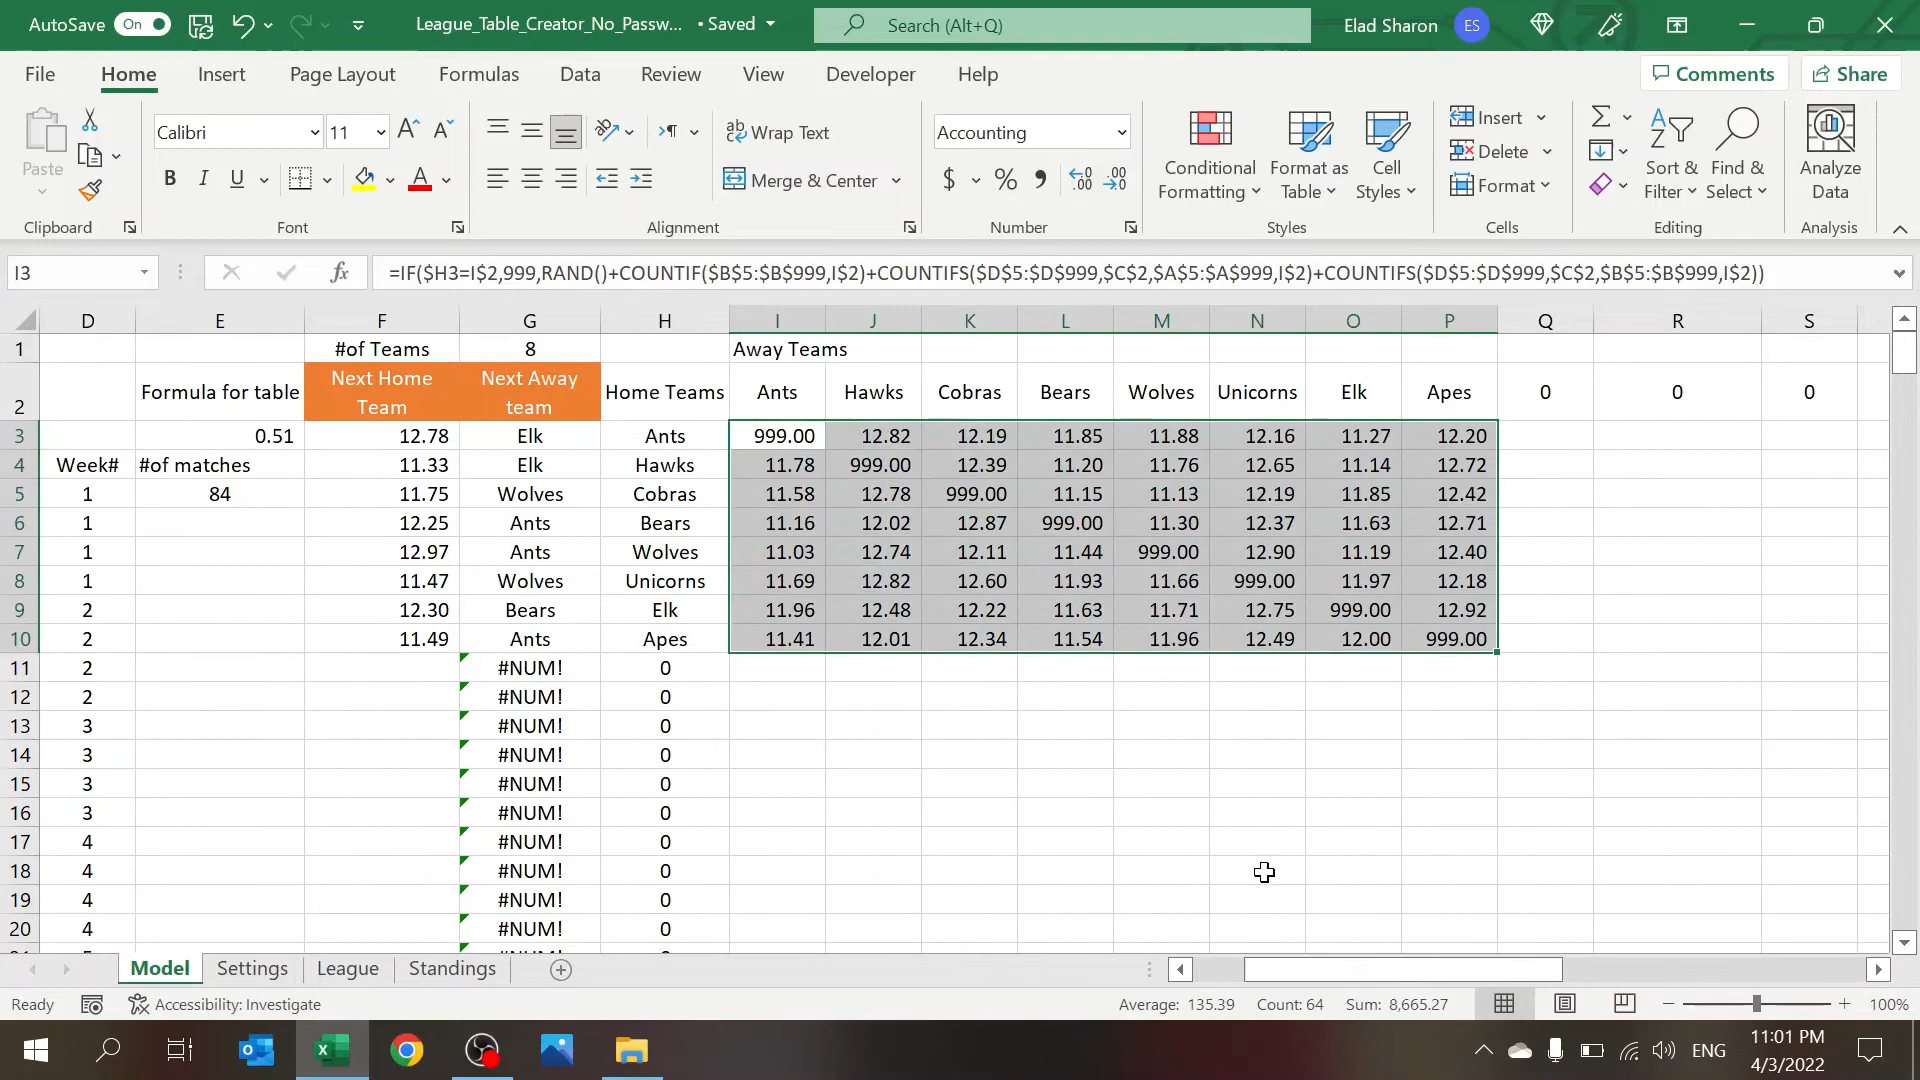 AutoSave On League_Table_Creator_No_Passw... • Saved Search (Alt+Q) Elad Sharon ES
File Home Insert Page Layout Formulas Data Review View Developer Help Comments Share
Paste Clipboard
Calibri 11 B I U Font
ab Wrap Text Merge & Center Alignment
Accounting $ % Number
Conditional Formatting Format as Table Cell Styles Styles
Insert Delete Format Cells
Sort & Filter Find & Select Editing
Analyze Data Analysis
I3 fx =IF($H3=I$2,999,RAND()+COUNTIF($B$5:$B$999,I$2)+COUNTIFS($D$5:$D$999,$C$2,$A$5:$A$999,I$2)+COUNTIFS($D$5:$D$999,$C$2,$B$5:$B$999,I$2))
D E F G H I J K L M N O P Q R S
1 #of Teams 8 Away Teams
2 Formula for table Next Home Team Next Away team Home Teams Ants Hawks Cobras Bears Wolves Unicorns Elk Apes 0 0 0
3 0.51 12.78 Elk Ants 999.00 12.82 12.19 11.85 11.88 12.16 11.27 12.20
4 Week# #of matches 11.33 Elk Hawks 11.78 999.00 12.39 11.20 11.76 12.65 11.14 12.72
5 1 84 11.75 Wolves Cobras 11.58 12.78 999.00 11.15 11.13 12.19 11.85 12.42
6 1 12.25 Ants Bears 11.16 12.02 12.87 999.00 11.30 12.37 11.63 12.71
7 1 12.97 Ants Wolves 11.03 12.74 12.11 11.44 999.00 12.90 11.19 12.40
8 1 11.47 Wolves Unicorns 11.69 12.82 12.60 11.93 11.66 999.00 11.97 12.18
9 2 12.30 Bears Elk 11.96 12.48 12.22 11.63 11.71 12.75 999.00 12.92
10 2 11.49 Ants Apes 11.41 12.01 12.34 11.54 11.96 12.49 12.00 999.00
11 2 #NUM! 0
12 2 #NUM! 0
13 3 #NUM! 0
14 3 #NUM! 0
15 3 #NUM! 0
16 3 #NUM! 0
17 4 #NUM! 0
18 4 #NUM! 0
19 4 #NUM! 0
20 4 #NUM! 0
Model Settings League Standings
Ready Accessibility: Investigate Average: 135.39 Count: 64 Sum: 8,665.27 100%
ENG 11:01 PM
4/3/2022